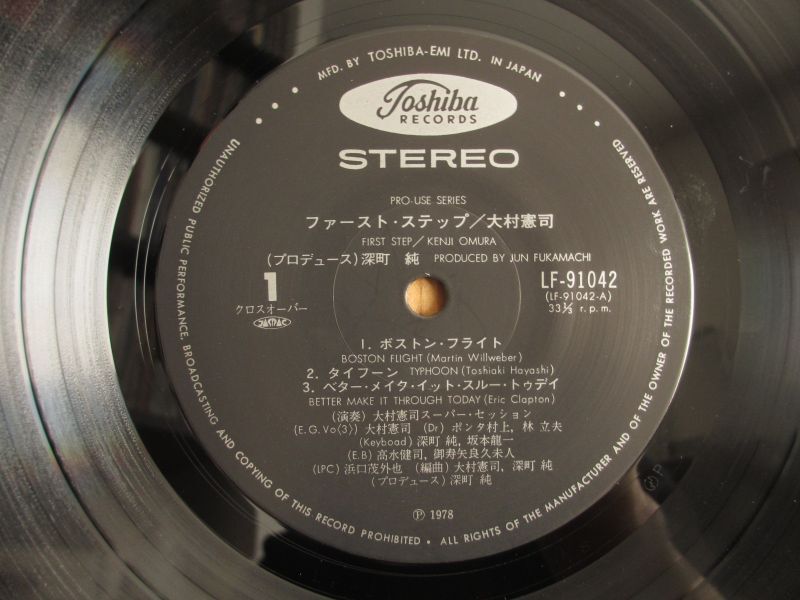 MFD. BY TOSHIBA-EMI LTD. IN JAPAN
Toshiba
RECORDS
STEREO
PRO-USE SERIES
ファースト・ステップ／大村憲司
FIRST STEP／KENJI OMURA
(プロデュース) 深町 純 PRODUCED BY JUN FUKAMACHI
1
クロスオーバー
JASRAC
LF-91042
(LF-91042-A)
33⅓ r.p.m.
1. ボストン・フライト
BOSTON FLIGHT (Martin Willweber)
2. タイフーン TYPHOON (Toshiaki Hayashi)
3. ベター・メイク・イット・スルー・トゥデイ
BETTER MAKE IT THROUGH TODAY (Eric Clapton)
(演奏) 大村憲司スーパー・セッション
(E.G.Vo〈3〉) 大村憲司 (Dr) ポンタ村上, 林 立夫
(Keyboad) 深町 純, 坂本龍一
(E.B) 高水健司, 御寿矢良久未人
(LPC) 浜口茂外也 (編曲) 大村憲司, 深町 純
(プロデュース) 深町 純
Ⓟ 1978
UNAUTHORIZED PUBLIC PERFORMANCE, BROADCASTING AND COPYING OF THIS RECORD PROHIBITED • ALL RIGHTS OF THE MANUFACTURER AND OF THE OWNER OF THE RECORDED WORK ARE RESERVED